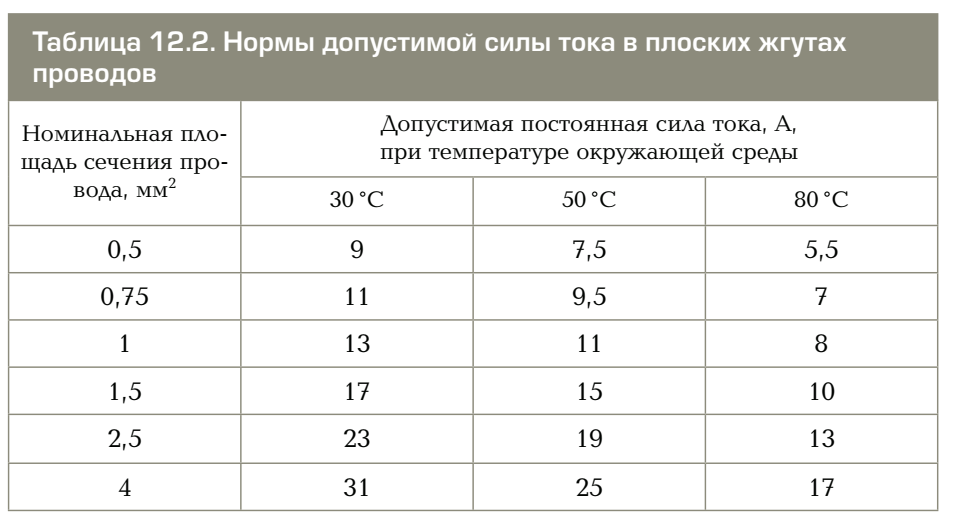 Таблица 12.2. Нормы допустимой силы тока в плоских жгутах
проводов
Номинальная пло-
щадь сечения про-
вода, мм²
Допустимая постоянная сила тока, А,
при температуре окружающей среды
30 °C 50 °C 80 °C
0,5 9 7,5 5,5
0,75 11 9,5 7
1 13 11 8
1,5 17 15 10
2,5 23 19 13
4 31 25 17